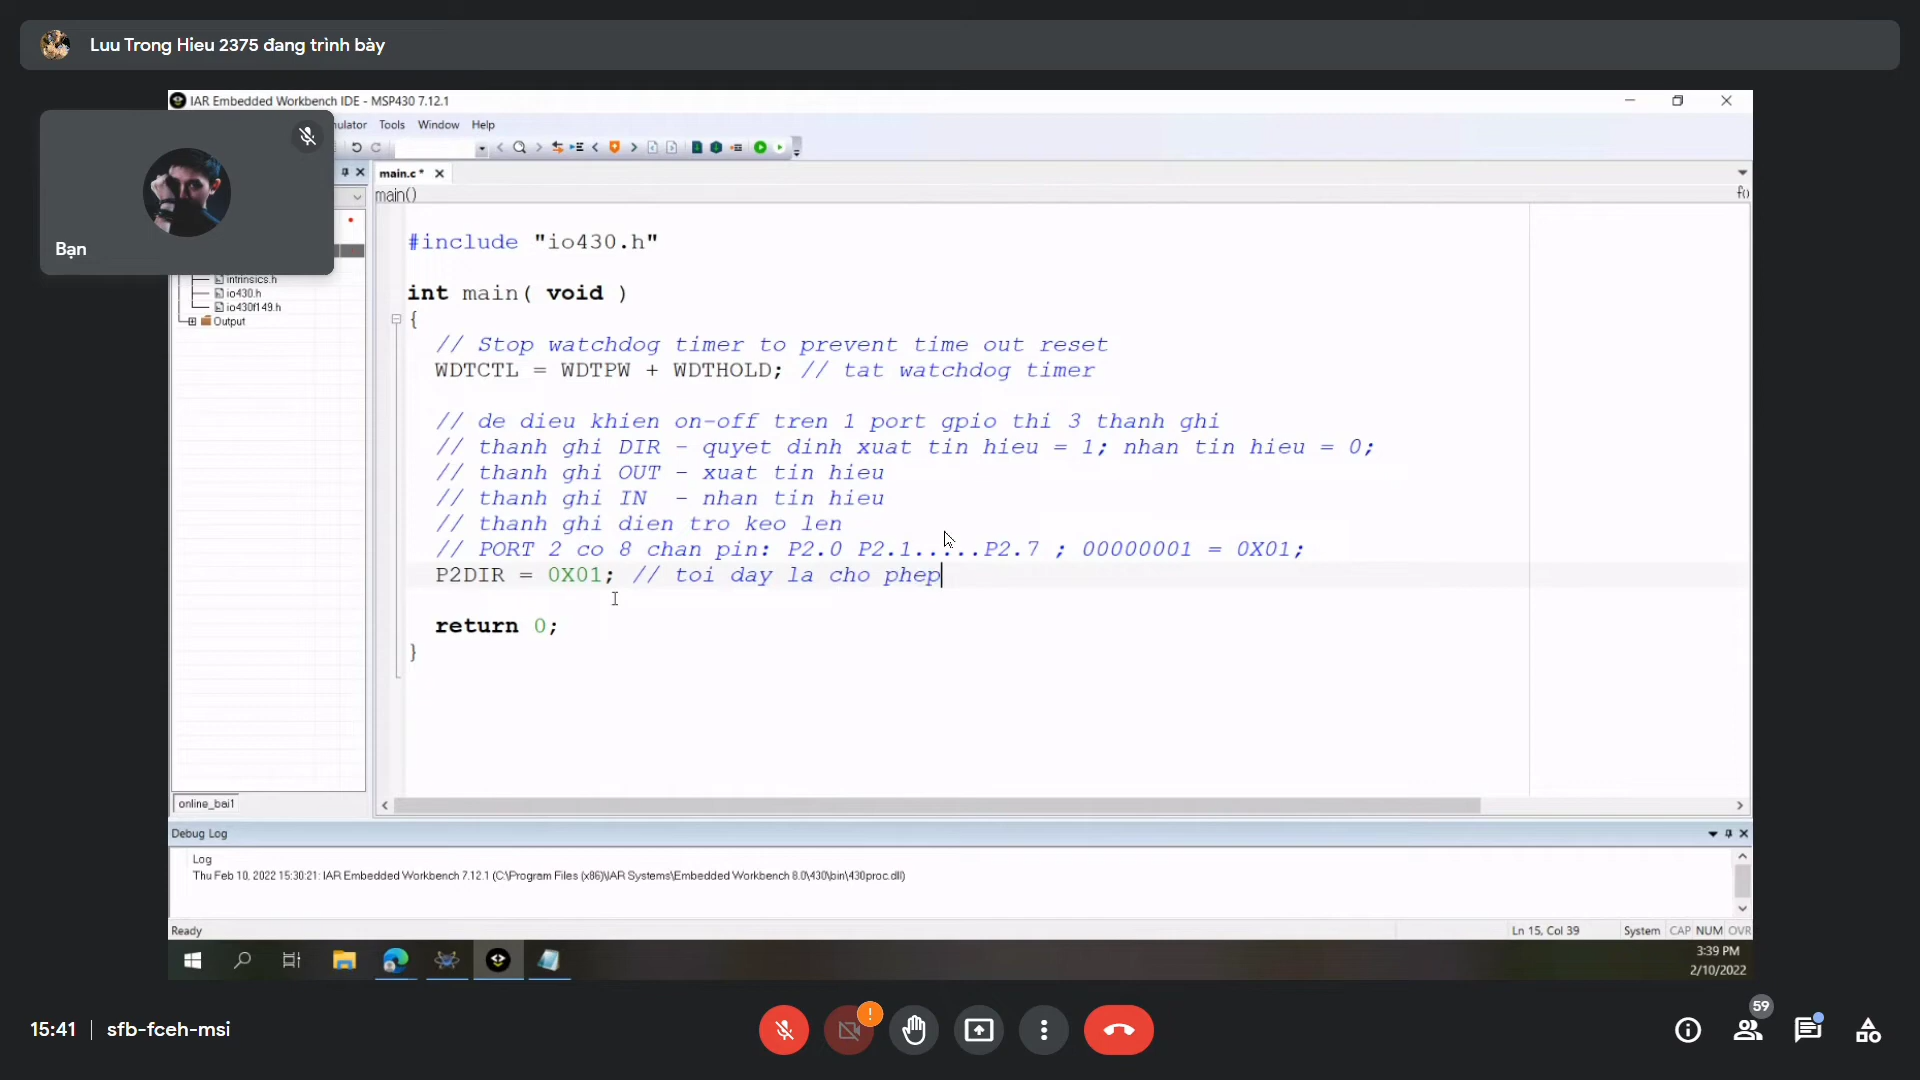 Luu Trong Hieu 2375 đang trình bày
IAR Embedded Workbench IDE - MSP430 7.12.1
Bạn
ulator Tools Window Help
main.c *
main()
f()
intrinsics.h
io430.h
io430f149.h
Output
#include "io430.h"
int main( void )
{
// Stop watchdog timer to prevent time out reset
WDTCTL = WDTPW + WDTHOLD; // tat watchdog timer
// de dieu khien on-off tren 1 port gpio thi 3 thanh ghi
// thanh ghi DIR - quyet dinh xuat tin hieu = 1; nhan tin hieu = 0;
// thanh ghi OUT - xuat tin hieu
// thanh ghi IN  - nhan tin hieu
// thanh ghi dien tro keo len
// PORT 2 co 8 chan pin: P2.0 P2.1.....P2.7 ; 00000001 = 0X01;
P2DIR = 0X01; // toi day la cho phep
return 0;
}
online_bai1
Debug Log
Log
Thu Feb 10, 2022 15:30:21: IAR Embedded Workbench 7.12.1 (C:\Program Files (x86)\IAR Systems\Embedded Workbench 8.0\430\bin\430proc.dll)
Ready
Ln 15, Col 39
System CAP NUM OVR
3:39 PM
2/10/2022
15:41 | sfb-fceh-msi
!
59